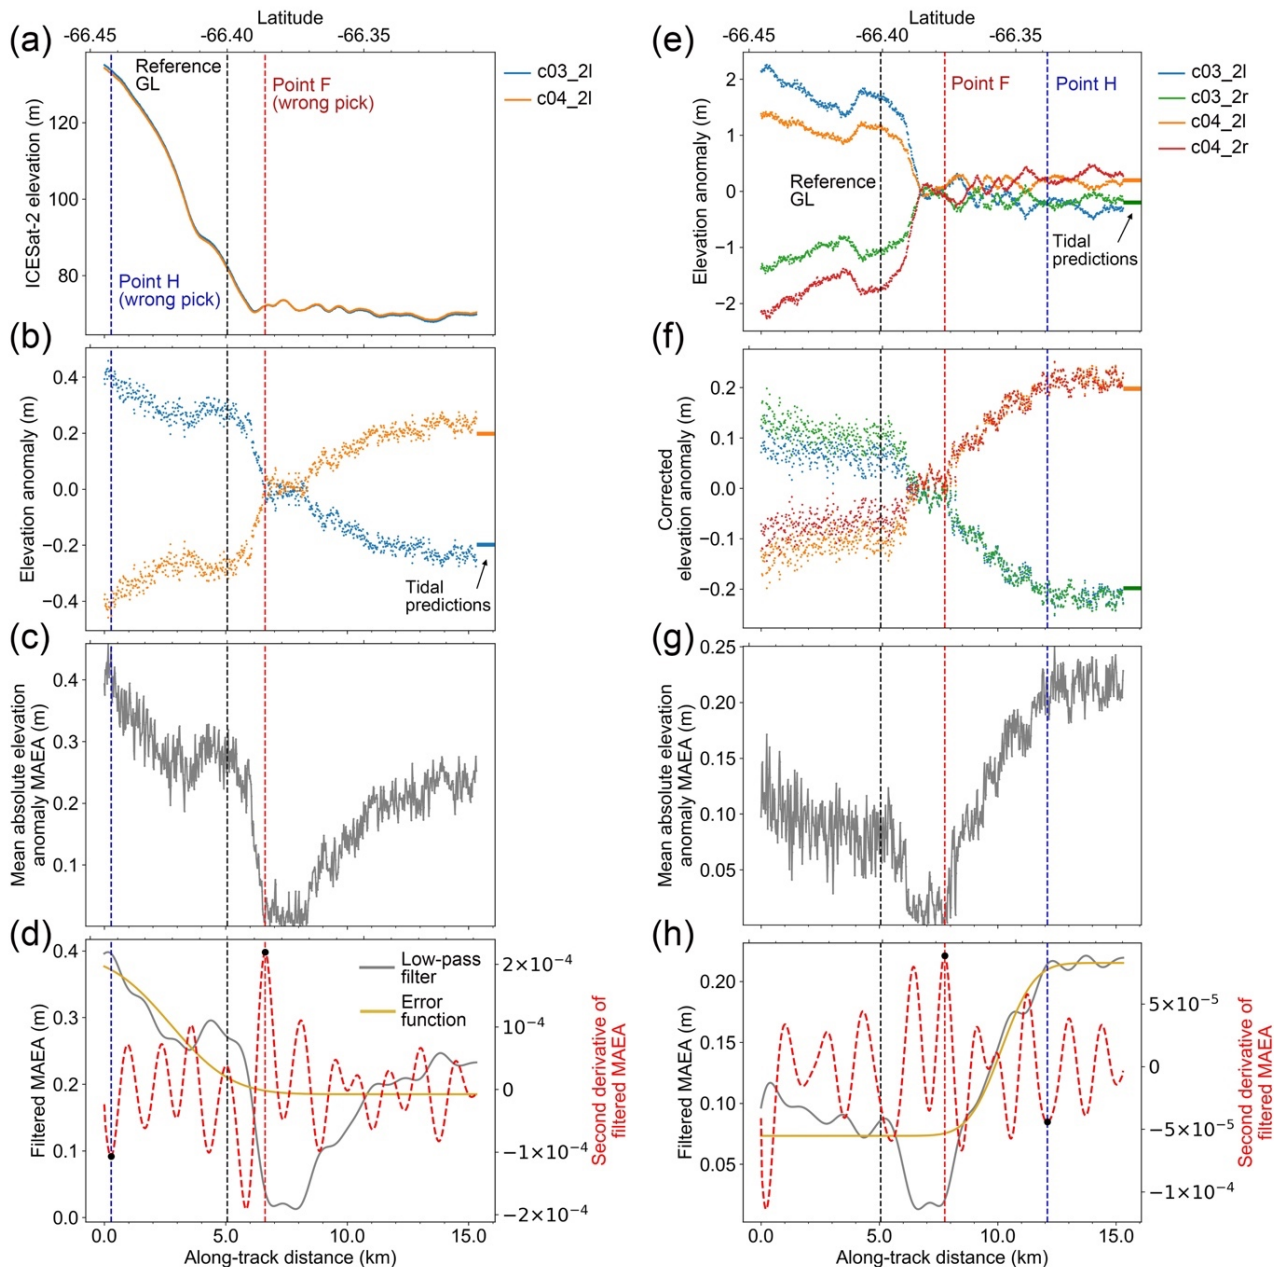 (a)
Latitude
-66.45
-66.40
-66.35
Reference
GL
Point F
(wrong pick)
Point H
(wrong pick)
c03_2l
c04_2l
ICESat-2 elevation (m)
120
100
80
(b)
Elevation anomaly (m)
0.4
0.2
0.0
−0.2
−0.4
Tidal
predictions
(c)
Mean absolute elevation
anomaly MAEA (m)
0.4
0.3
0.2
0.1
(d)
Filtered MAEA (m)
0.4
0.3
0.2
0.1
0.0
Low-pass
filter
Error
function
2×10⁻⁴
10⁻⁴
0
−1×10⁻⁴
−2×10⁻⁴
Second derivative of
filtered MAEA
0.0
5.0
10.0
15.0
Along-track distance (km)
(e)
Latitude
-66.45
-66.40
-66.35
Point F
Point H
c03_2l
c03_2r
c04_2l
c04_2r
Reference
GL
Tidal
predictions
Elevation anomaly (m)
2
1
0
−1
−2
(f)
Corrected
elevation anomaly (m)
0.2
0.1
0.0
−0.1
−0.2
(g)
Mean absolute elevation
anomaly MAEA (m)
0.25
0.20
0.15
0.10
0.05
(h)
Filtered MAEA (m)
0.20
0.15
0.10
0.05
5×10⁻⁵
0
−5×10⁻⁵
−1×10⁻⁴
Second derivative of
filtered MAEA
0.0
5.0
10.0
15.0
Along-track distance (km)